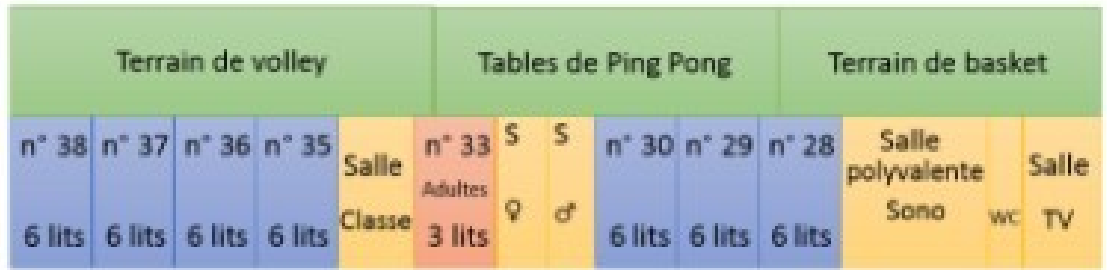 Terrain de volley
Tables de Ping Pong
Terrain de basket
n° 38
6 lits
n° 37
6 lits
n° 36
6 lits
n° 35
6 lits
Salle
Classe
n° 33
Adultes
3 lits
S
♀
S
♂
n° 30
6 lits
n° 29
6 lits
n° 28
6 lits
Salle
polyvalente
Sono
WC
Salle
TV